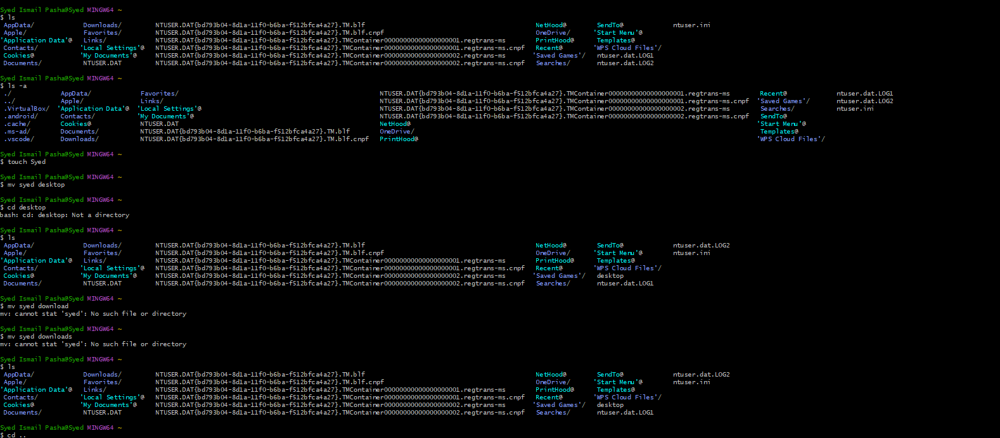 Syed Ismail Pasha@Syed MINGW64 ~
$ ls
AppData/ Downloads/ NTUSER.DAT{bd793b04-8d1a-11f0-b6ba-f512bfca4a27}.TM.blf NetHood@ SendTo@ ntuser.ini
Apple/ Favorites/ NTUSER.DAT{bd793b04-8d1a-11f0-b6ba-f512bfca4a27}.TM.blf.cnpf OneDrive/ 'Start Menu'@
'Application Data'@ Links/ NTUSER.DAT{bd793b04-8d1a-11f0-b6ba-f512bfca4a27}.TMContainer00000000000000000001.regtrans-ms PrintHood@ Templates@
Contacts/ 'Local Settings'@ NTUSER.DAT{bd793b04-8d1a-11f0-b6ba-f512bfca4a27}.TMContainer00000000000000000001.regtrans-ms.cnpf Recent@ 'WPS Cloud Files'/
Cookies@ 'My Documents'@ NTUSER.DAT{bd793b04-8d1a-11f0-b6ba-f512bfca4a27}.TMContainer00000000000000000002.regtrans-ms 'Saved Games'/ ntuser.dat.LOG1
Documents/ NTUSER.DAT NTUSER.DAT{bd793b04-8d1a-11f0-b6ba-f512bfca4a27}.TMContainer00000000000000000002.regtrans-ms.cnpf Searches/ ntuser.dat.LOG2
Syed Ismail Pasha@Syed MINGW64 ~
$ ls -a
./ AppData/ Favorites/ NTUSER.DAT{bd793b04-8d1a-11f0-b6ba-f512bfca4a27}.TMContainer00000000000000000001.regtrans-ms Recent@ ntuser.dat.LOG1
../ Apple/ Links/ NTUSER.DAT{bd793b04-8d1a-11f0-b6ba-f512bfca4a27}.TMContainer00000000000000000001.regtrans-ms.cnpf 'Saved Games'/ ntuser.dat.LOG2
.VirtualBox/ 'Application Data'@ 'Local Settings'@ NTUSER.DAT{bd793b04-8d1a-11f0-b6ba-f512bfca4a27}.TMContainer00000000000000000002.regtrans-ms Searches/ ntuser.ini
.android/ Contacts/ 'My Documents'@ NTUSER.DAT{bd793b04-8d1a-11f0-b6ba-f512bfca4a27}.TMContainer00000000000000000002.regtrans-ms.cnpf SendTo@
.cache/ Cookies@ NTUSER.DAT NetHood@ 'Start Menu'@
.ms-ad/ Documents/ NTUSER.DAT{bd793b04-8d1a-11f0-b6ba-f512bfca4a27}.TM.blf OneDrive/ Templates@
.vscode/ Downloads/ NTUSER.DAT{bd793b04-8d1a-11f0-b6ba-f512bfca4a27}.TM.blf.cnpf PrintHood@ 'WPS Cloud Files'/
Syed Ismail Pasha@Syed MINGW64 ~
$ touch Syed
Syed Ismail Pasha@Syed MINGW64 ~
$ mv syed desktop
Syed Ismail Pasha@Syed MINGW64 ~
$ cd desktop
bash: cd: desktop: Not a directory
Syed Ismail Pasha@Syed MINGW64 ~
$ ls
AppData/ Downloads/ NTUSER.DAT{bd793b04-8d1a-11f0-b6ba-f512bfca4a27}.TM.blf NetHood@ SendTo@ ntuser.dat.LOG2
Apple/ Favorites/ NTUSER.DAT{bd793b04-8d1a-11f0-b6ba-f512bfca4a27}.TM.blf.cnpf OneDrive/ 'Start Menu'@ ntuser.ini
'Application Data'@ Links/ NTUSER.DAT{bd793b04-8d1a-11f0-b6ba-f512bfca4a27}.TMContainer00000000000000000001.regtrans-ms PrintHood@ Templates@
Contacts/ 'Local Settings'@ NTUSER.DAT{bd793b04-8d1a-11f0-b6ba-f512bfca4a27}.TMContainer00000000000000000001.regtrans-ms.cnpf Recent@ 'WPS Cloud Files'/
Cookies@ 'My Documents'@ NTUSER.DAT{bd793b04-8d1a-11f0-b6ba-f512bfca4a27}.TMContainer00000000000000000002.regtrans-ms 'Saved Games'/ desktop
Documents/ NTUSER.DAT NTUSER.DAT{bd793b04-8d1a-11f0-b6ba-f512bfca4a27}.TMContainer00000000000000000002.regtrans-ms.cnpf Searches/ ntuser.dat.LOG1
Syed Ismail Pasha@Syed MINGW64 ~
$ mv syed download
mv: cannot stat 'syed': No such file or directory
Syed Ismail Pasha@Syed MINGW64 ~
$ mv syed downloads
mv: cannot stat 'syed': No such file or directory
Syed Ismail Pasha@Syed MINGW64 ~
$ ls
AppData/ Downloads/ NTUSER.DAT{bd793b04-8d1a-11f0-b6ba-f512bfca4a27}.TM.blf NetHood@ SendTo@ ntuser.dat.LOG2
Apple/ Favorites/ NTUSER.DAT{bd793b04-8d1a-11f0-b6ba-f512bfca4a27}.TM.blf.cnpf OneDrive/ 'Start Menu'@ ntuser.ini
'Application Data'@ Links/ NTUSER.DAT{bd793b04-8d1a-11f0-b6ba-f512bfca4a27}.TMContainer00000000000000000001.regtrans-ms PrintHood@ Templates@
Contacts/ 'Local Settings'@ NTUSER.DAT{bd793b04-8d1a-11f0-b6ba-f512bfca4a27}.TMContainer00000000000000000001.regtrans-ms.cnpf Recent@ 'WPS Cloud Files'/
Cookies@ 'My Documents'@ NTUSER.DAT{bd793b04-8d1a-11f0-b6ba-f512bfca4a27}.TMContainer00000000000000000002.regtrans-ms 'Saved Games'/ desktop
Documents/ NTUSER.DAT NTUSER.DAT{bd793b04-8d1a-11f0-b6ba-f512bfca4a27}.TMContainer00000000000000000002.regtrans-ms.cnpf Searches/ ntuser.dat.LOG1
Syed Ismail Pasha@Syed MINGW64 ~
$ cd ..